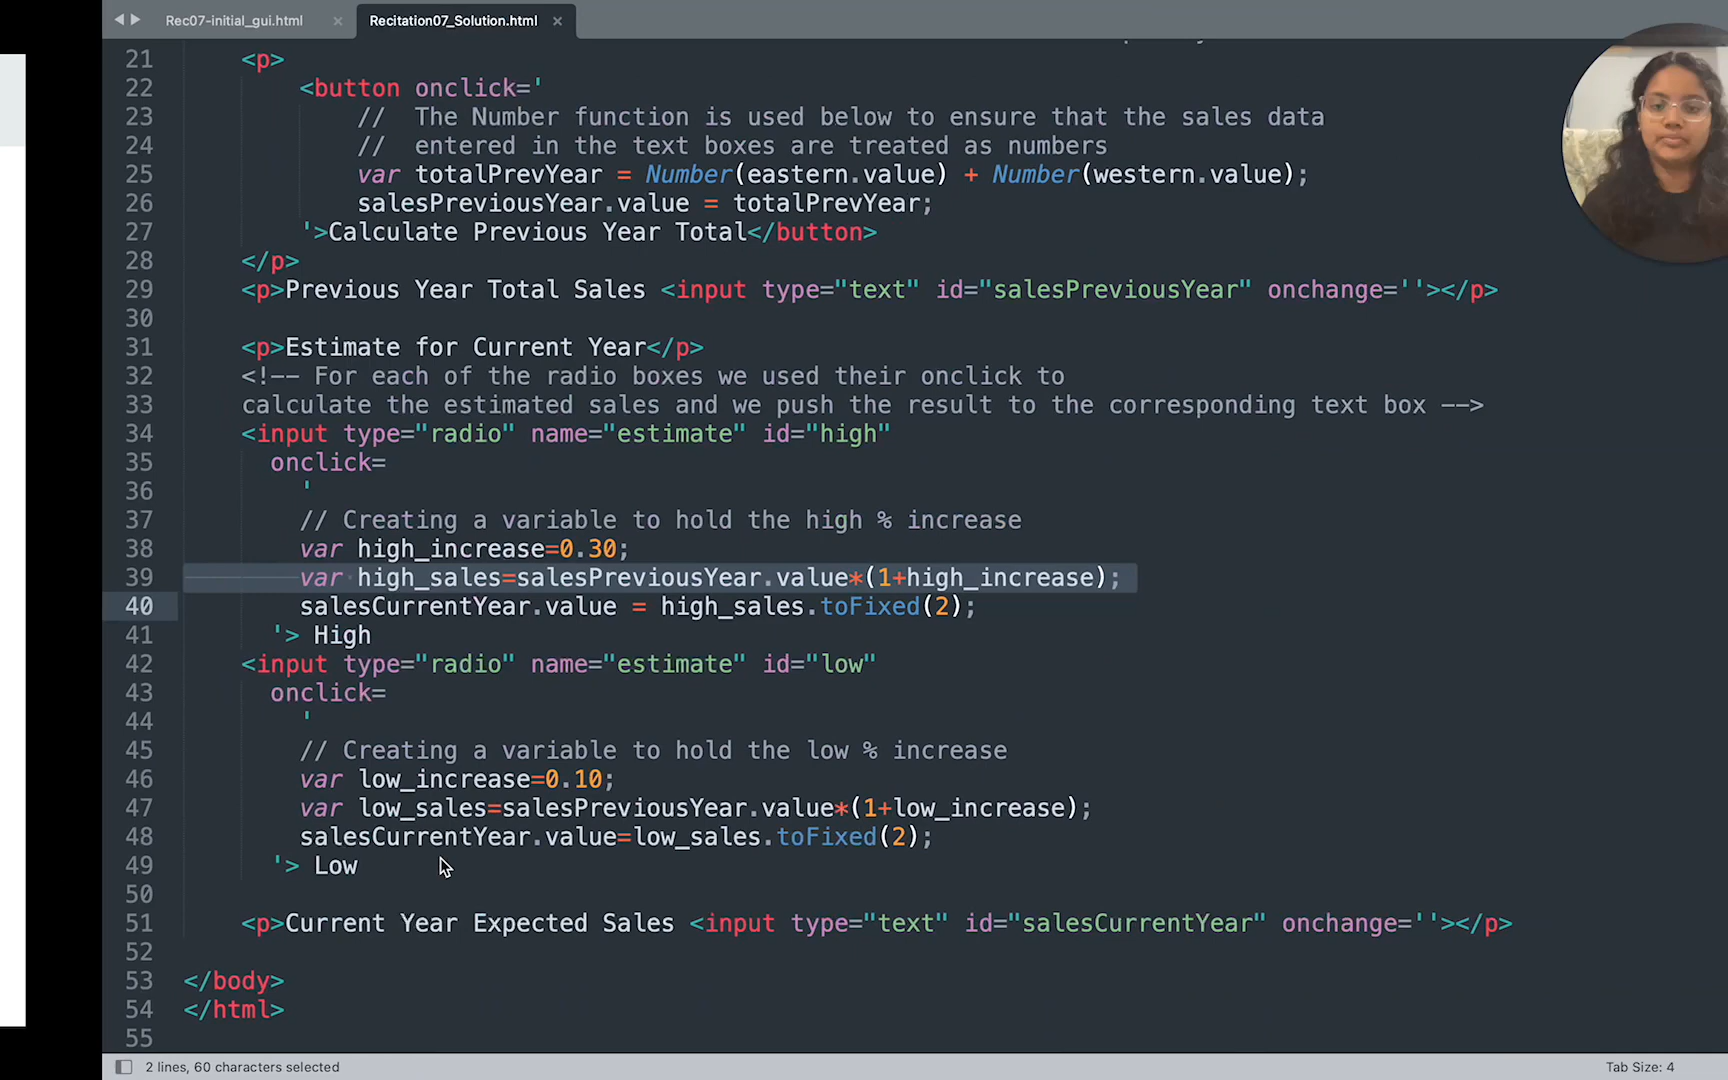 Rec07-initial_gui.html × Recitation07_Solution.html ×
21 <p>
22 <button onclick='
23 // The Number function is used below to ensure that the sales data
24 // entered in the text boxes are treated as numbers
25 var totalPrevYear = Number(eastern.value) + Number(western.value);
26 salesPreviousYear.value = totalPrevYear;
27 '>Calculate Previous Year Total</button>
28 </p>
29 <p>Previous Year Total Sales <input type="text" id="salesPreviousYear" onchange=''></p>
30
31 <p>Estimate for Current Year</p>
32 <!-- For each of the radio boxes we used their onclick to
33 calculate the estimated sales and we push the result to the corresponding text box -->
34 <input type="radio" name="estimate" id="high"
35 onclick=
36 '
37 // Creating a variable to hold the high % increase
38 var high_increase=0.30;
39 var high_sales=salesPreviousYear.value*(1+high_increase);
40 salesCurrentYear.value = high_sales.toFixed(2);
41 '> High
42 <input type="radio" name="estimate" id="low"
43 onclick=
44 '
45 // Creating a variable to hold the low % increase
46 var low_increase=0.10;
47 var low_sales=salesPreviousYear.value*(1+low_increase);
48 salesCurrentYear.value=low_sales.toFixed(2);
49 '> Low
50
51 <p>Current Year Expected Sales <input type="text" id="salesCurrentYear" onchange=''></p>
52
53 </body>
54 </html>
55
2 lines, 60 characters selected Tab Size: 4